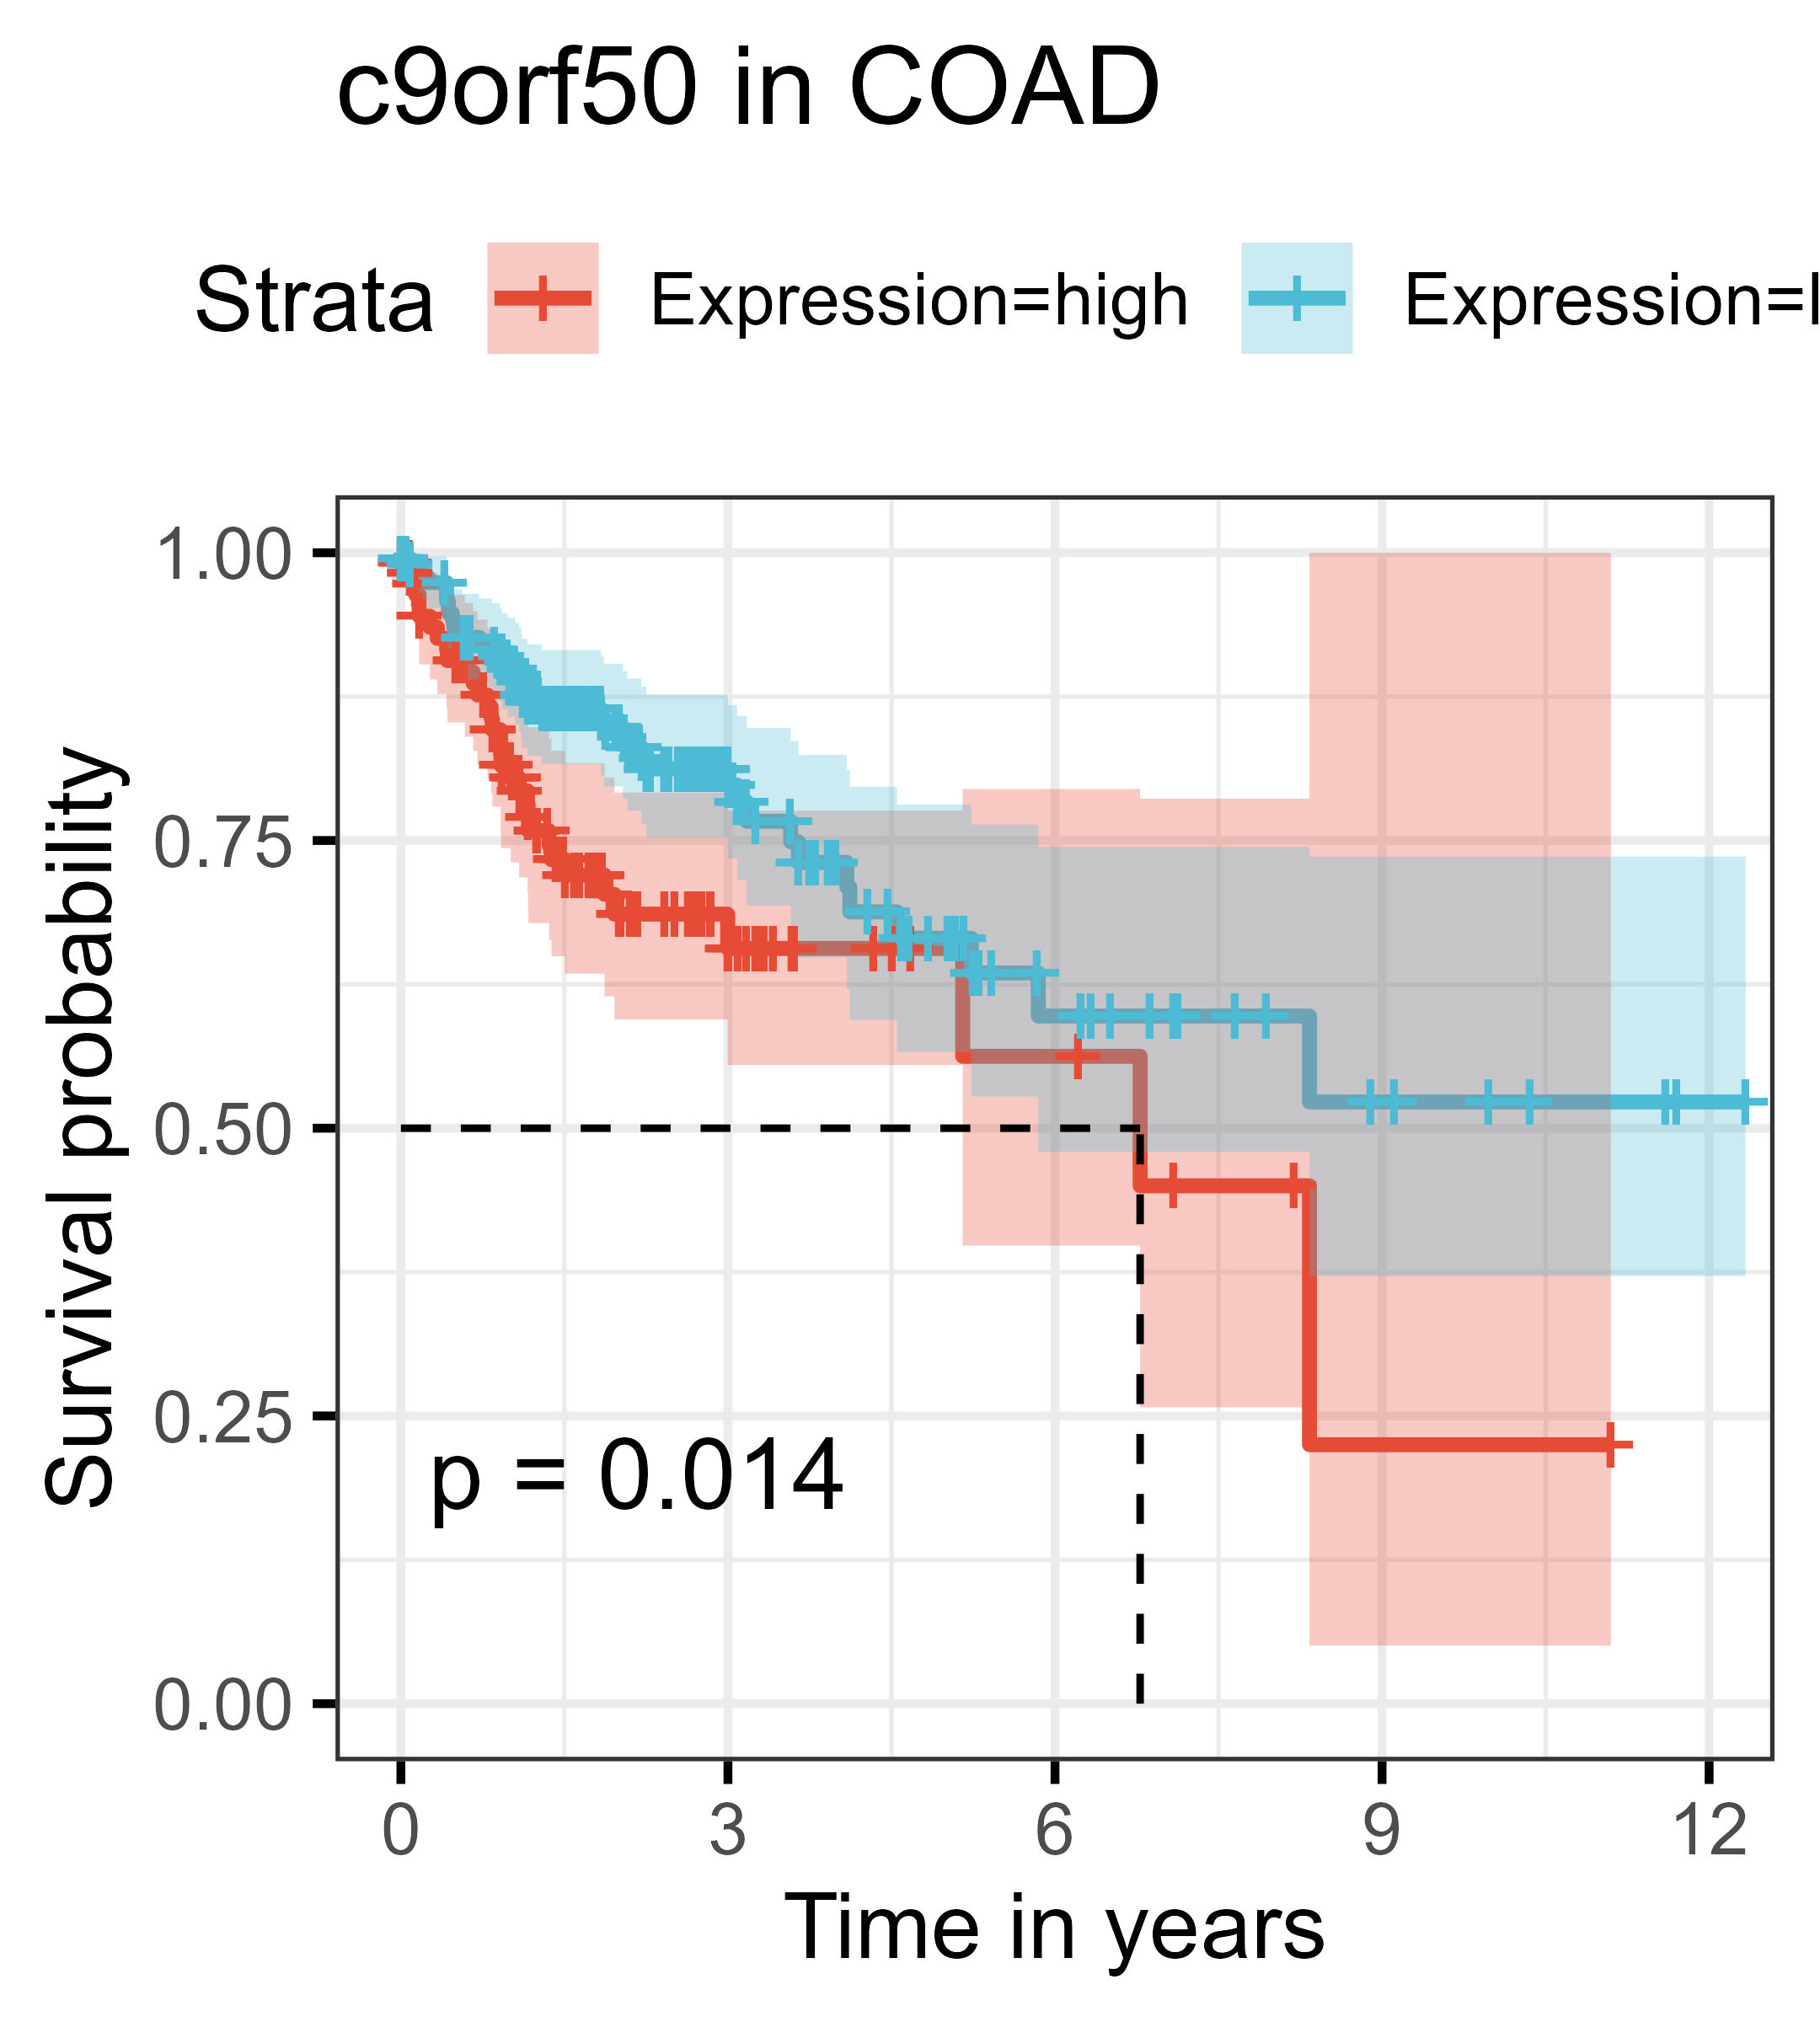 c9orf50 in COAD
Strata Expression=high Expression=l
1.00
0.75
0.50
0.25
0.00
Survival probability
p = 0.014
0 3 6 9 12
Time in years